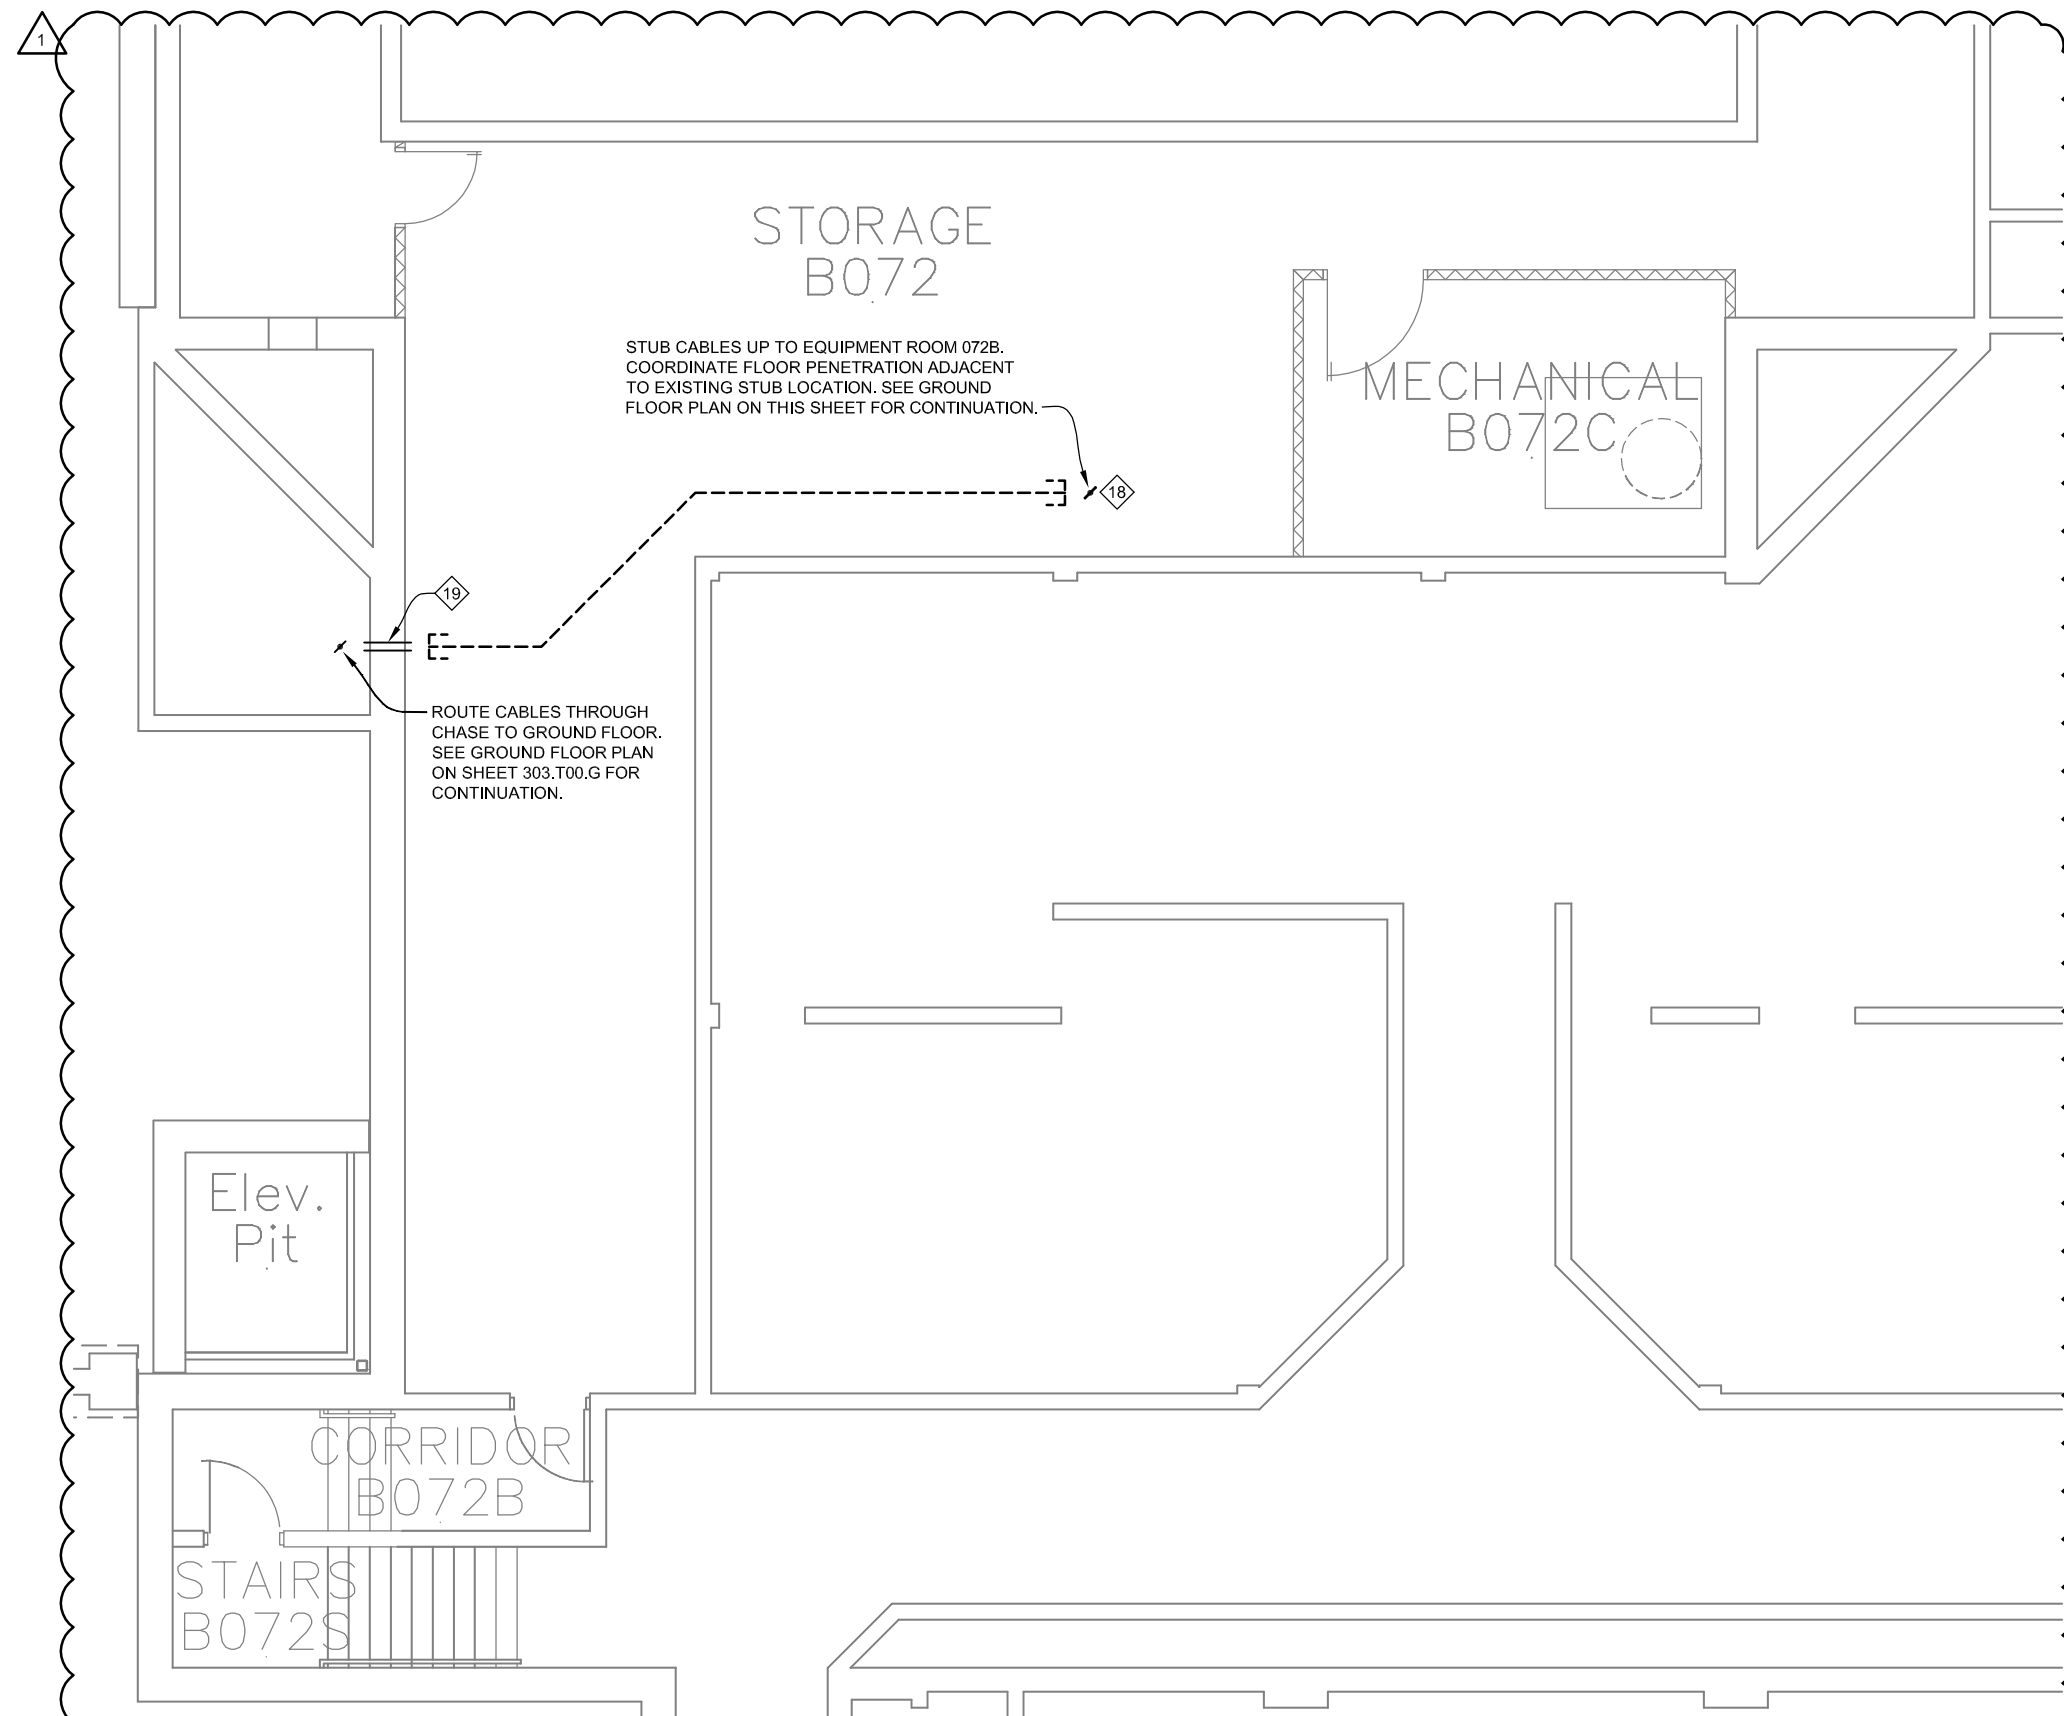 1
STORAGE
B072
STUB CABLES UP TO EQUIPMENT ROOM 072B.
COORDINATE FLOOR PENETRATION ADJACENT
TO EXISTING STUB LOCATION. SEE GROUND
FLOOR PLAN ON THIS SHEET FOR CONTINUATION.
MECHANICAL
B072C
18
19
ROUTE CABLES THROUGH
CHASE TO GROUND FLOOR.
SEE GROUND FLOOR PLAN
ON SHEET 303.T00.G FOR
CONTINUATION.
Elev.
Pit
CORRIDOR
B072B
STAIRS
B072S